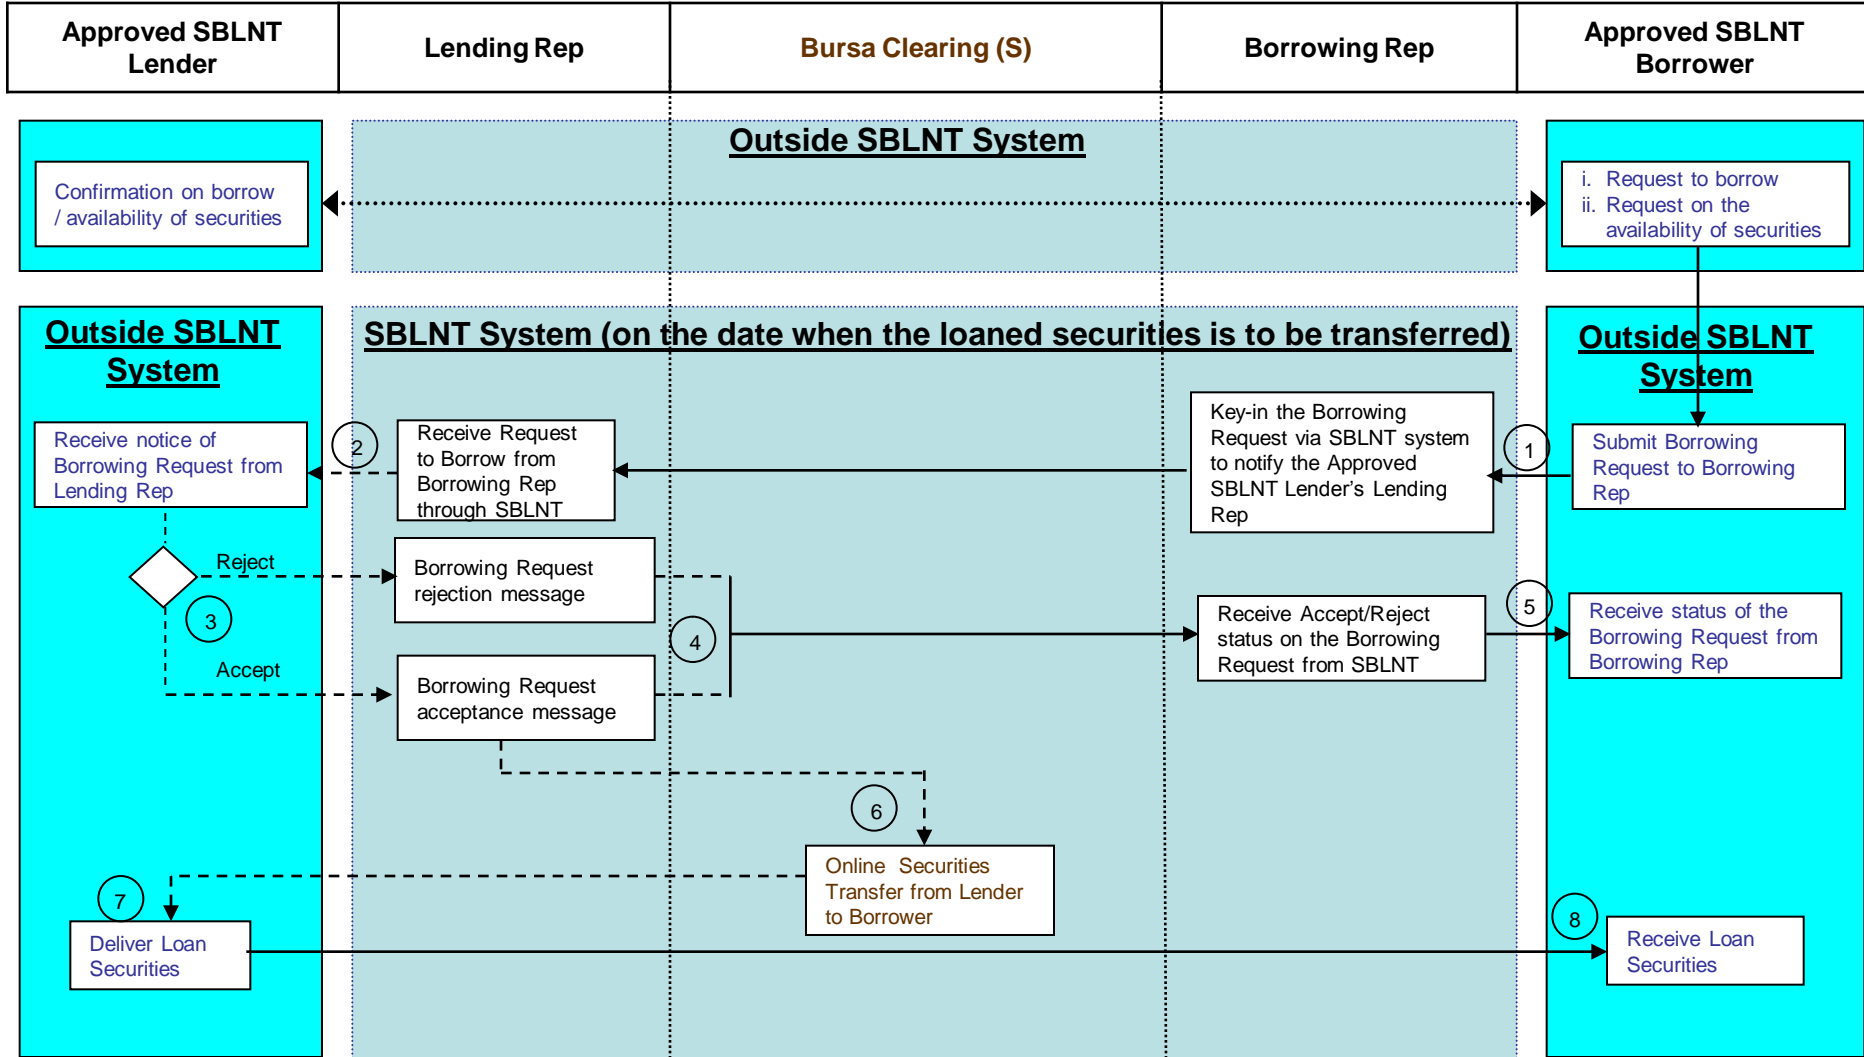 Approved SBLNT
Lender
Lending Rep
Bursa Clearing (S)
Borrowing Rep
Approved SBLNT
Borrower
Outside SBLNT System
Confirmation on borrow
/ availability of securities
i. Request to borrow
ii. Request on the
availability of securities
Outside SBLNT
System
SBLNT System (on the date when the loaned securities is to be transferred)
Outside SBLNT
System
Receive notice of
Borrowing Request from
Lending Rep
2
Receive Request
to Borrow from
Borrowing Rep
through SBLNT
Key-in the Borrowing
Request via SBLNT system
to notify the Approved
SBLNT Lender's Lending
Rep
1
Submit Borrowing
Request to Borrowing
Rep
Reject
3
Accept
Borrowing Request
rejection message
Borrowing Request
acceptance message
4
Receive Accept/Reject
status on the Borrowing
Request from SBLNT
5
Receive status of the
Borrowing Request from
Borrowing Rep
6
Online Securities
Transfer from Lender
to Borrower
7
Deliver Loan
Securities
8
Receive Loan
Securities